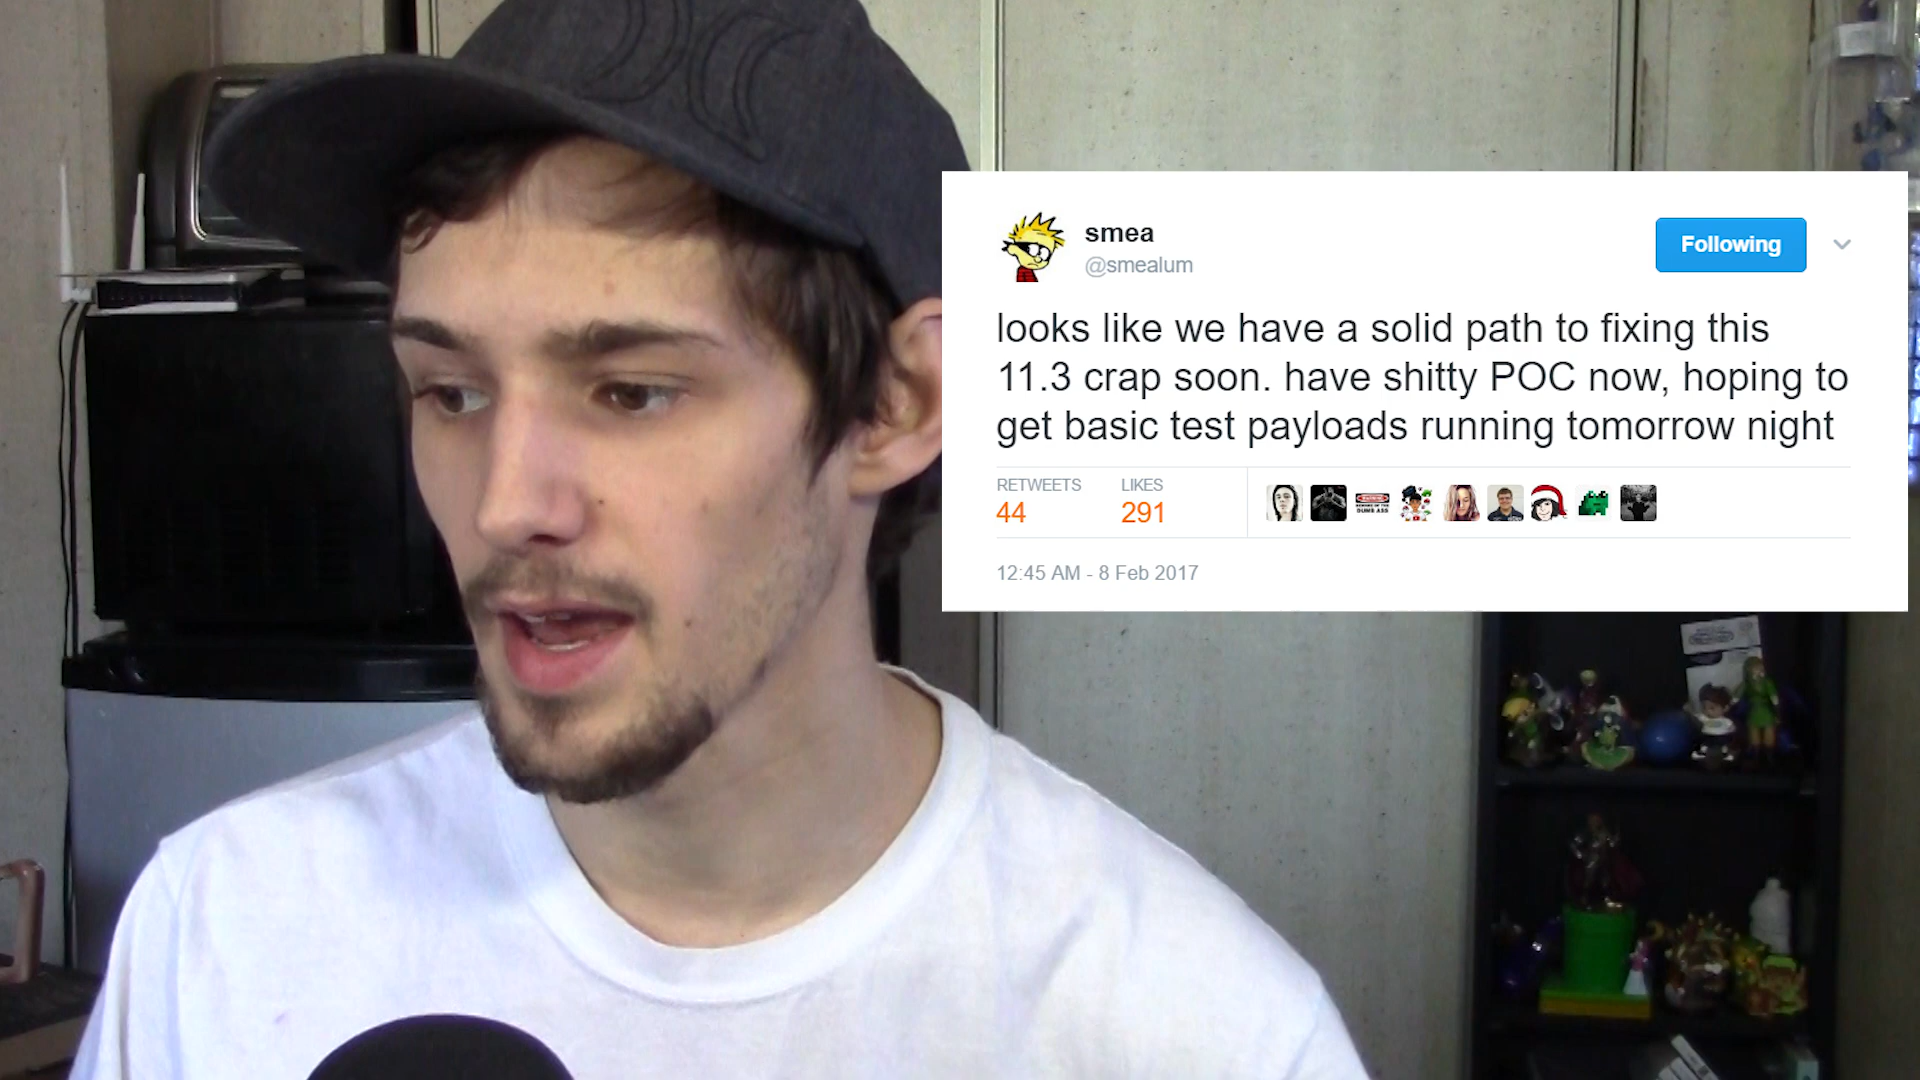 smea
@smealum
Following
looks like we have a solid path to fixing this
11.3 crap soon. have shitty POC now, hoping to
get basic test payloads running tomorrow night
RETWEETS LIKES
44 291
12:45 AM - 8 Feb 2017